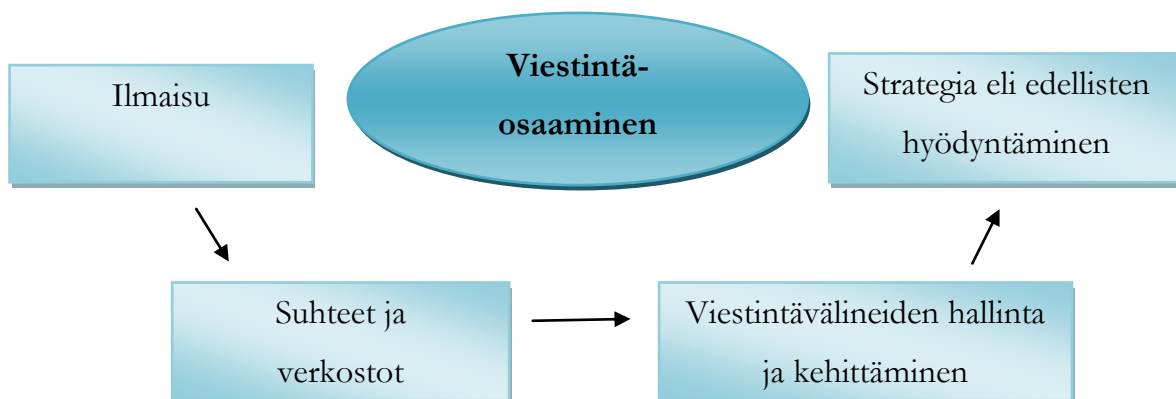 Ilmaisu
Viestintä-
osaaminen
Strategia eli edellisten
hyödyntäminen
Suhteet ja
verkostot
Viestintävälineiden hallinta
ja kehittäminen